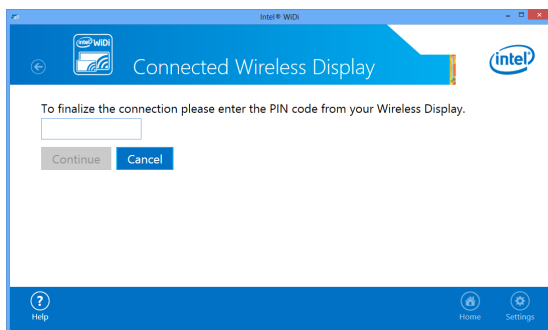 Intel® WiDi
intel WiDi
Connected Wireless Display
intel
To finalize the connection please enter the PIN code from your Wireless Display.
Continue
Cancel
?
Help
Home
Settings